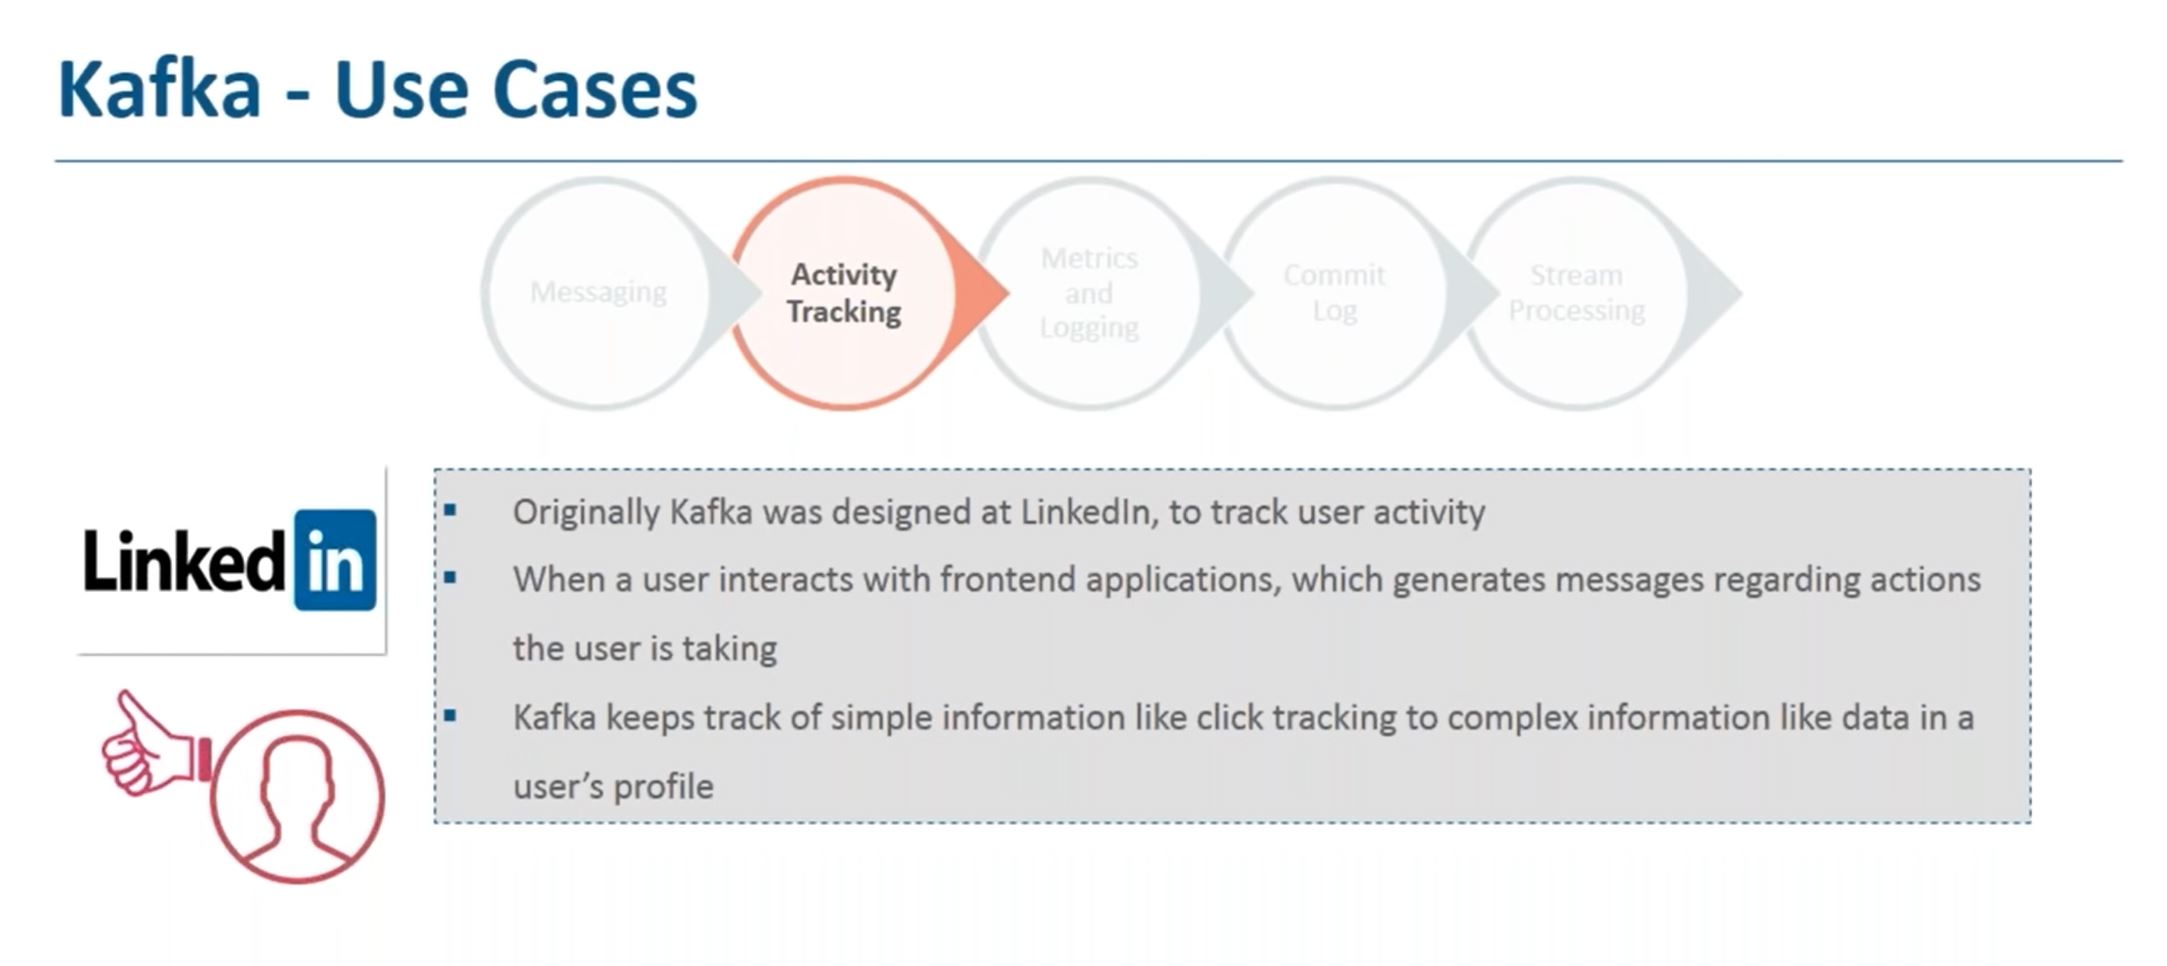 Kafka - Use Cases
Messaging
Activity
Tracking
Metrics
and
Logging
Commit
Log
Stream
Processing
Linked in
▪ Originally Kafka was designed at LinkedIn, to track user activity
▪ When a user interacts with frontend applications, which generates messages regarding actions
the user is taking
▪ Kafka keeps track of simple information like click tracking to complex information like data in a
user’s profile